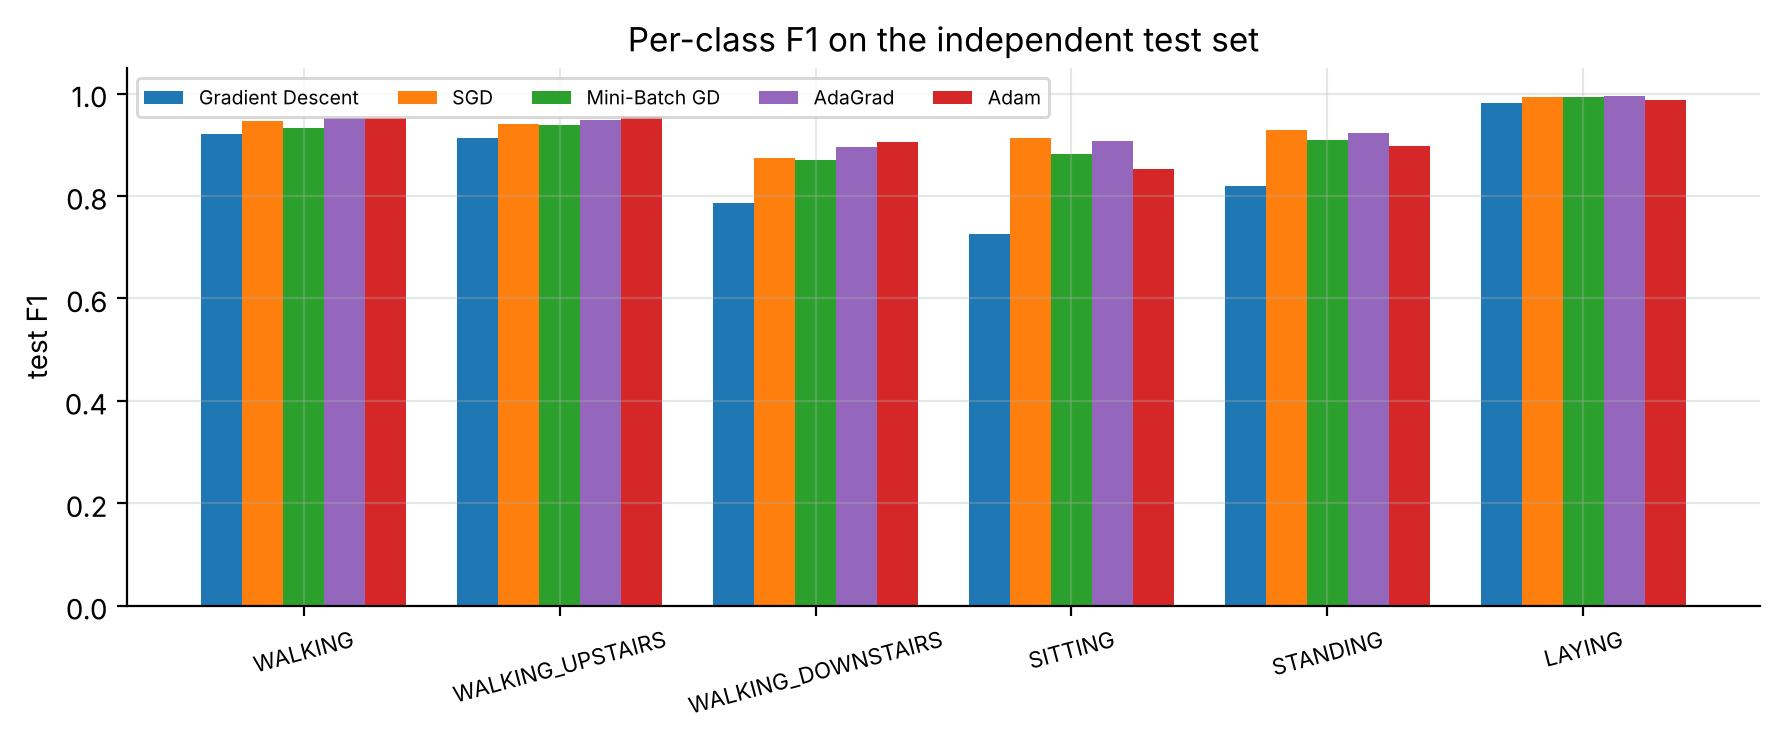 Per-class F1 on the independent test set
Gradient Descent SGD Mini-Batch GD AdaGrad Adam
test F1
1.0
0.8
0.6
0.4
0.2
0.0
WALKING WALKING_UPSTAIRS WALKING_DOWNSTAIRS SITTING STANDING LAYING